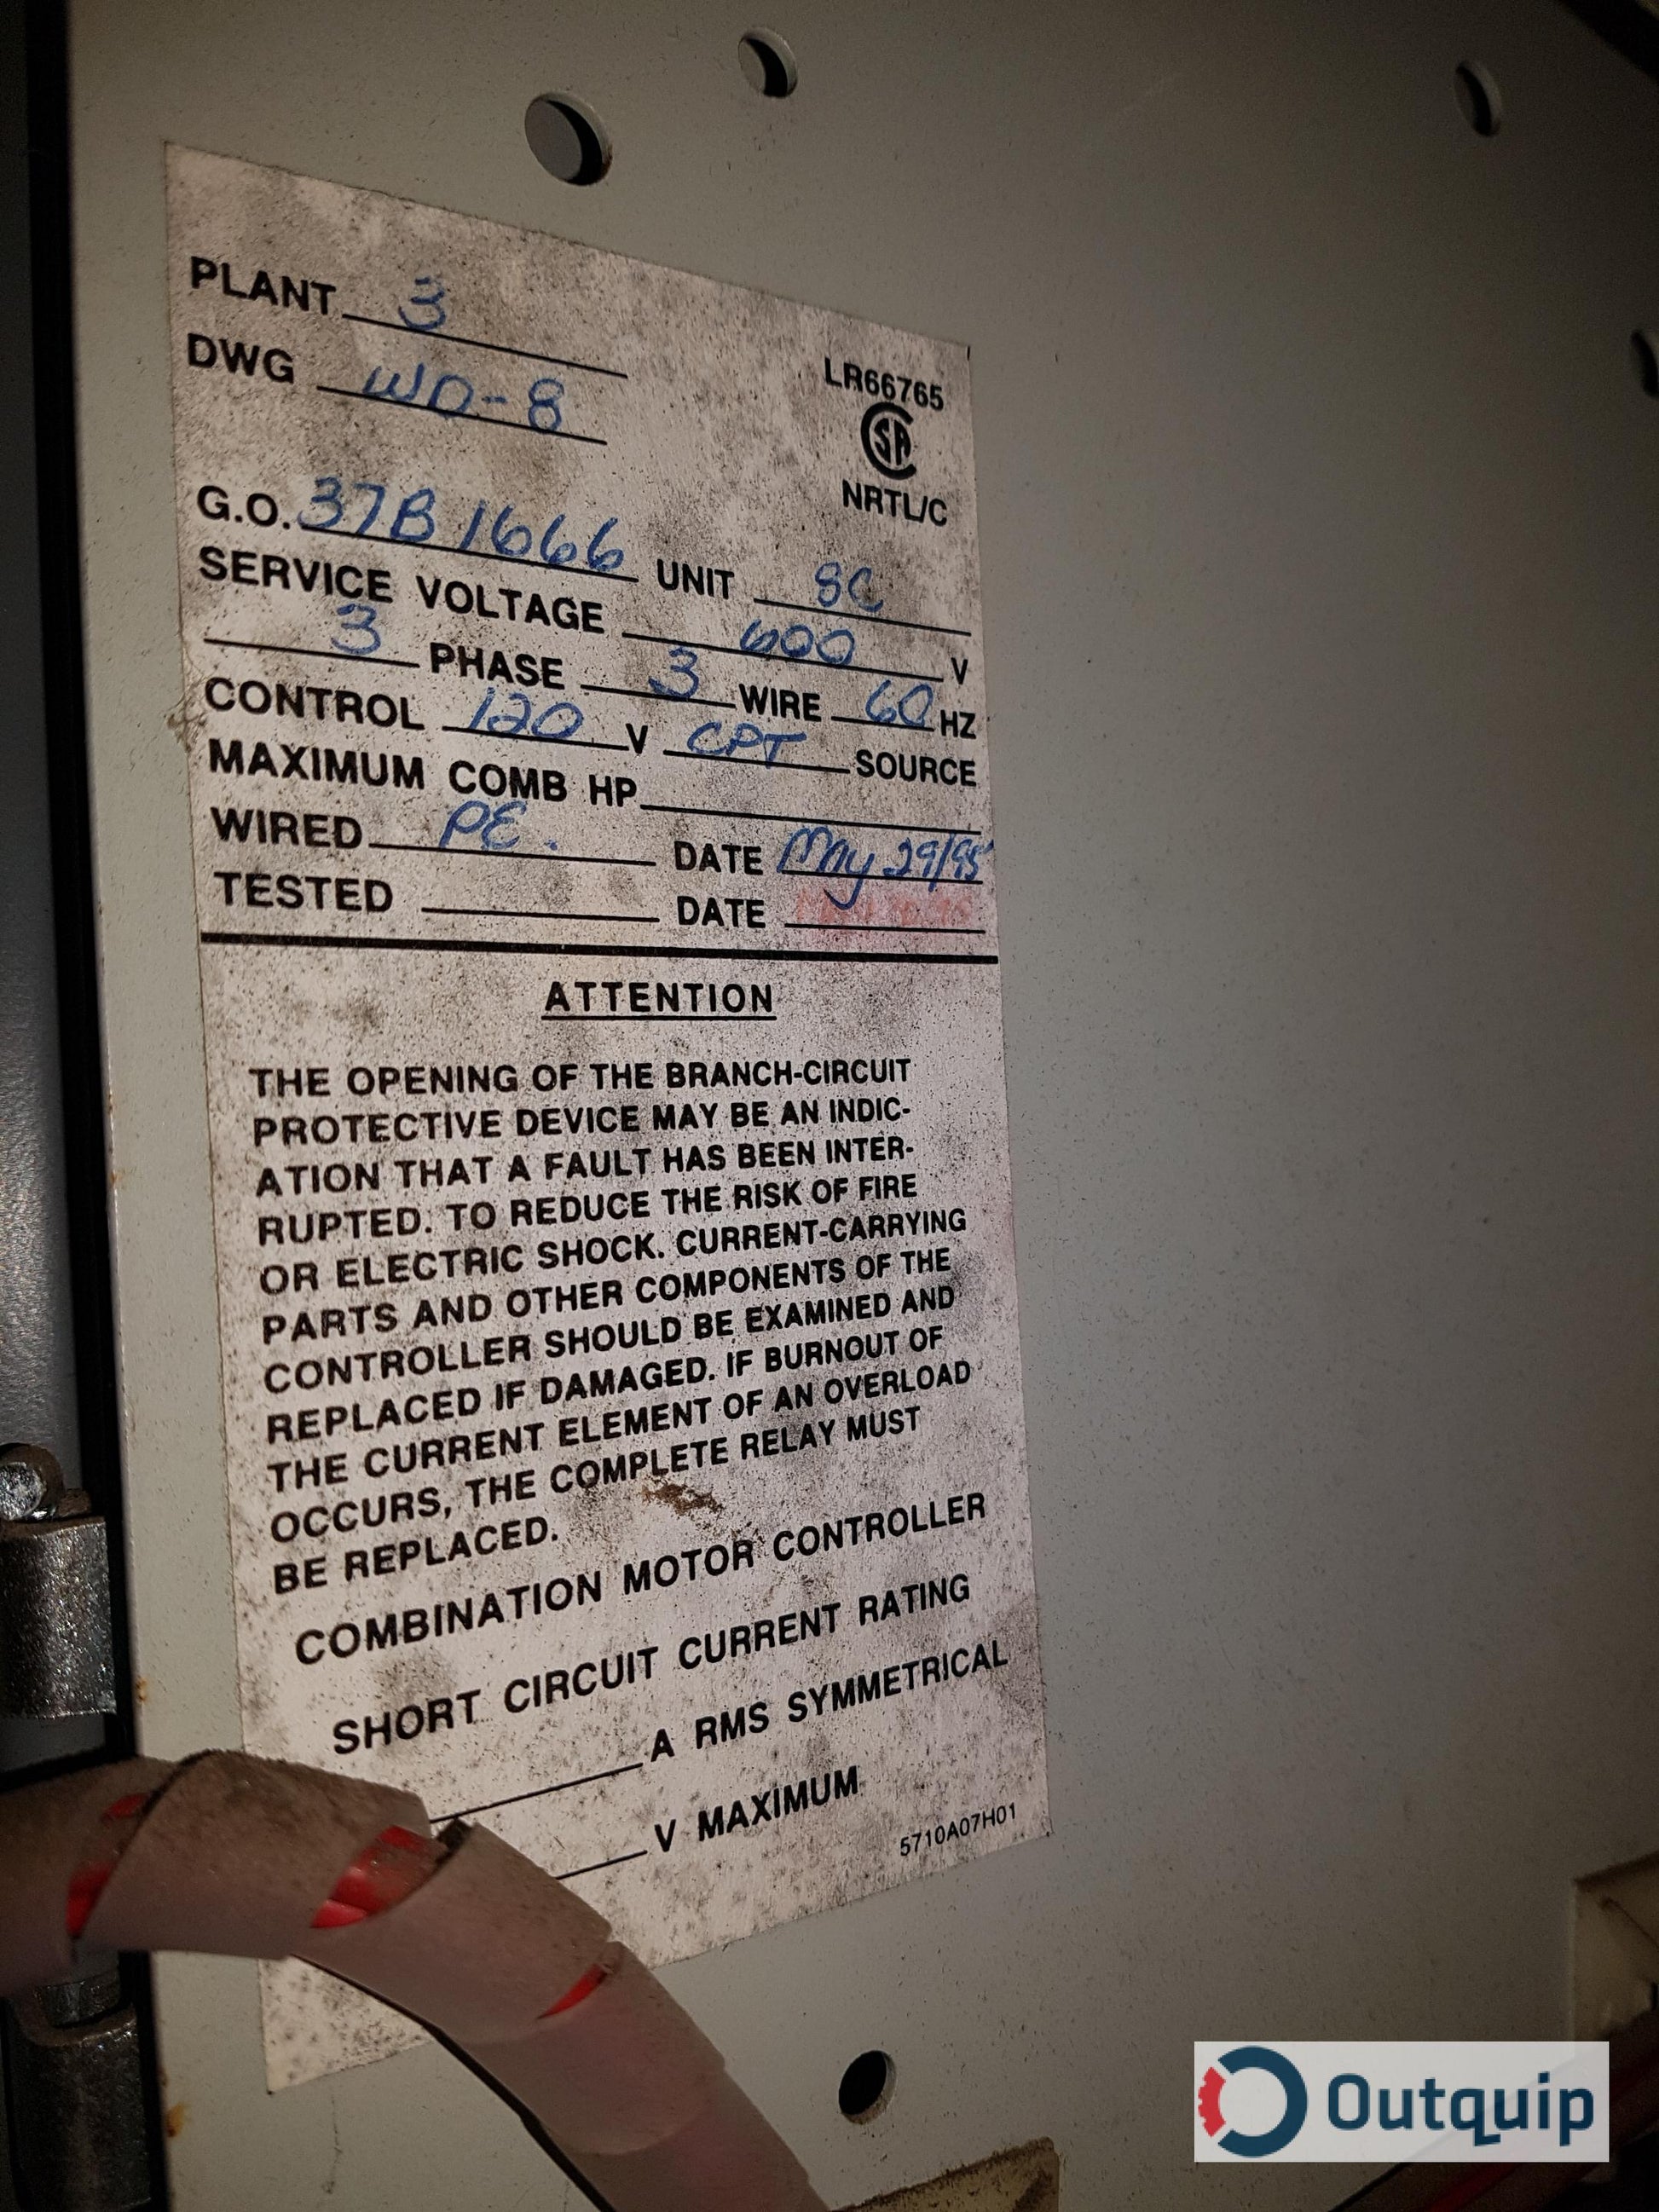 PLANT 3
DWG WD-8
LR66765
CSA
NRTL/C
G.O. 37B1666 UNIT 8C
SERVICE VOLTAGE 600 V
3 PHASE 3 WIRE 60 HZ
CONTROL 120 V CPT SOURCE
MAXIMUM COMB HP
WIRED PE. DATE May 29/95
TESTED DATE
ATTENTION
THE OPENING OF THE BRANCH-CIRCUIT
PROTECTIVE DEVICE MAY BE AN INDIC-
ATION THAT A FAULT HAS BEEN INTER-
RUPTED. TO REDUCE THE RISK OF FIRE
OR ELECTRIC SHOCK. CURRENT-CARRYING
PARTS AND OTHER COMPONENTS OF THE
CONTROLLER SHOULD BE EXAMINED AND
REPLACED IF DAMAGED. IF BURNOUT OF
THE CURRENT ELEMENT OF AN OVERLOAD
OCCURS, THE COMPLETE RELAY MUST
BE REPLACED.
COMBINATION MOTOR CONTROLLER
SHORT CIRCUIT CURRENT RATING
A RMS SYMMETRICAL
V MAXIMUM
5710A07H01
Outquip